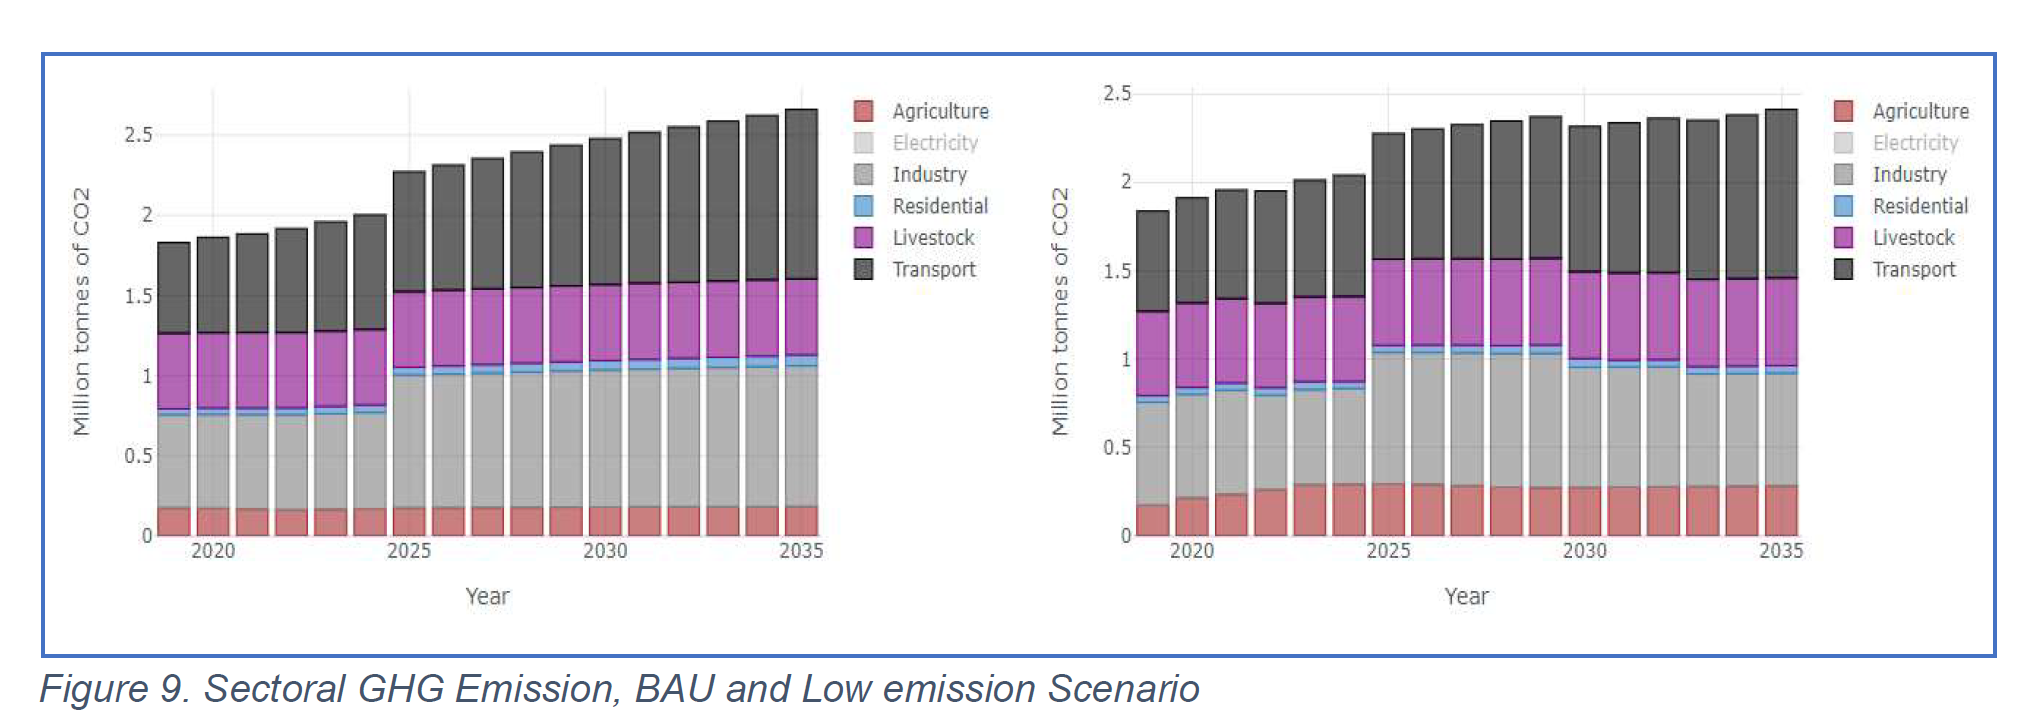 2.5
2
1.5
1
0.5
0
Million tonnes of CO2
2020
2025
2030
2035
Year
Agriculture
Electricity
Industry
Residential
Livestock
Transport
2.5
2
1.5
1
0.5
0
Million tonnes of CO2
2020
2025
2030
2035
Year
Agriculture
Electricity
Industry
Residential
Livestock
Transport
Figure 9. Sectoral GHG Emission, BAU and Low emission Scenario